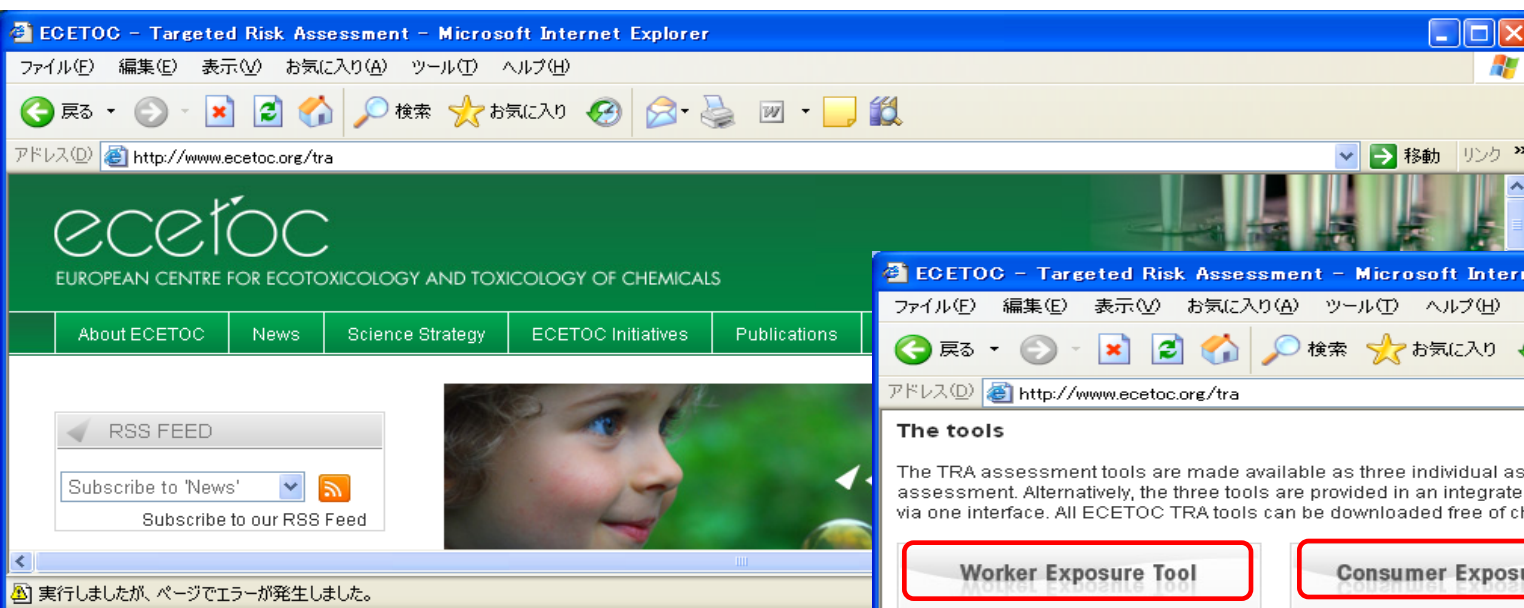 ECETOC - Targeted Risk Assessment - Microsoft Internet Explorer
ファイル(F) 編集(E) 表示(V) お気に入り(A) ツール(T) ヘルプ(H)
戻る 検索 お気に入り
アドレス(D) http://www.ecetoc.org/tra 移動 リンク »
ecetoc
EUROPEAN CENTRE FOR ECOTOXICOLOGY AND TOXICOLOGY OF CHEMICALS
About ECETOC News Science Strategy ECETOC Initiatives Publications
RSS FEED
Subscribe to 'News'
Subscribe to our RSS Feed
実行しましたが、ページでエラーが発生しました。
ECETOC - Targeted Risk Assessment - Microsoft Inter
ファイル(F) 編集(E) 表示(V) お気に入り(A) ツール(T) ヘルプ(H)
戻る 検索 お気に入り
アドレス(D) http://www.ecetoc.org/tra
The tools
The TRA assessment tools are made available as three individual as
assessment. Alternatively, the three tools are provided in an integrate
via one interface. All ECETOC TRA tools can be downloaded free of c
Worker Exposure Tool
Consumer Exposu